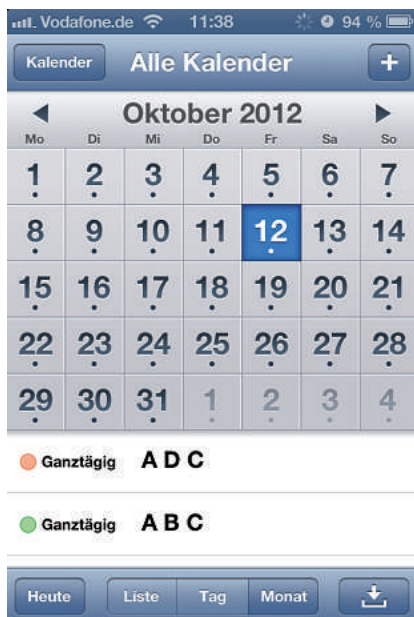 Vodafone.de 11:38 94 %
Kalender Alle Kalender +
Oktober 2012
Mo Di Mi Do Fr Sa So
1 2 3 4 5 6 7
8 9 10 11 12 13 14
15 16 17 18 19 20 21
22 23 24 25 26 27 28
29 30 31 1 2 3 4
Ganztägig A D C
Ganztägig A B C
Heute Liste Tag Monat